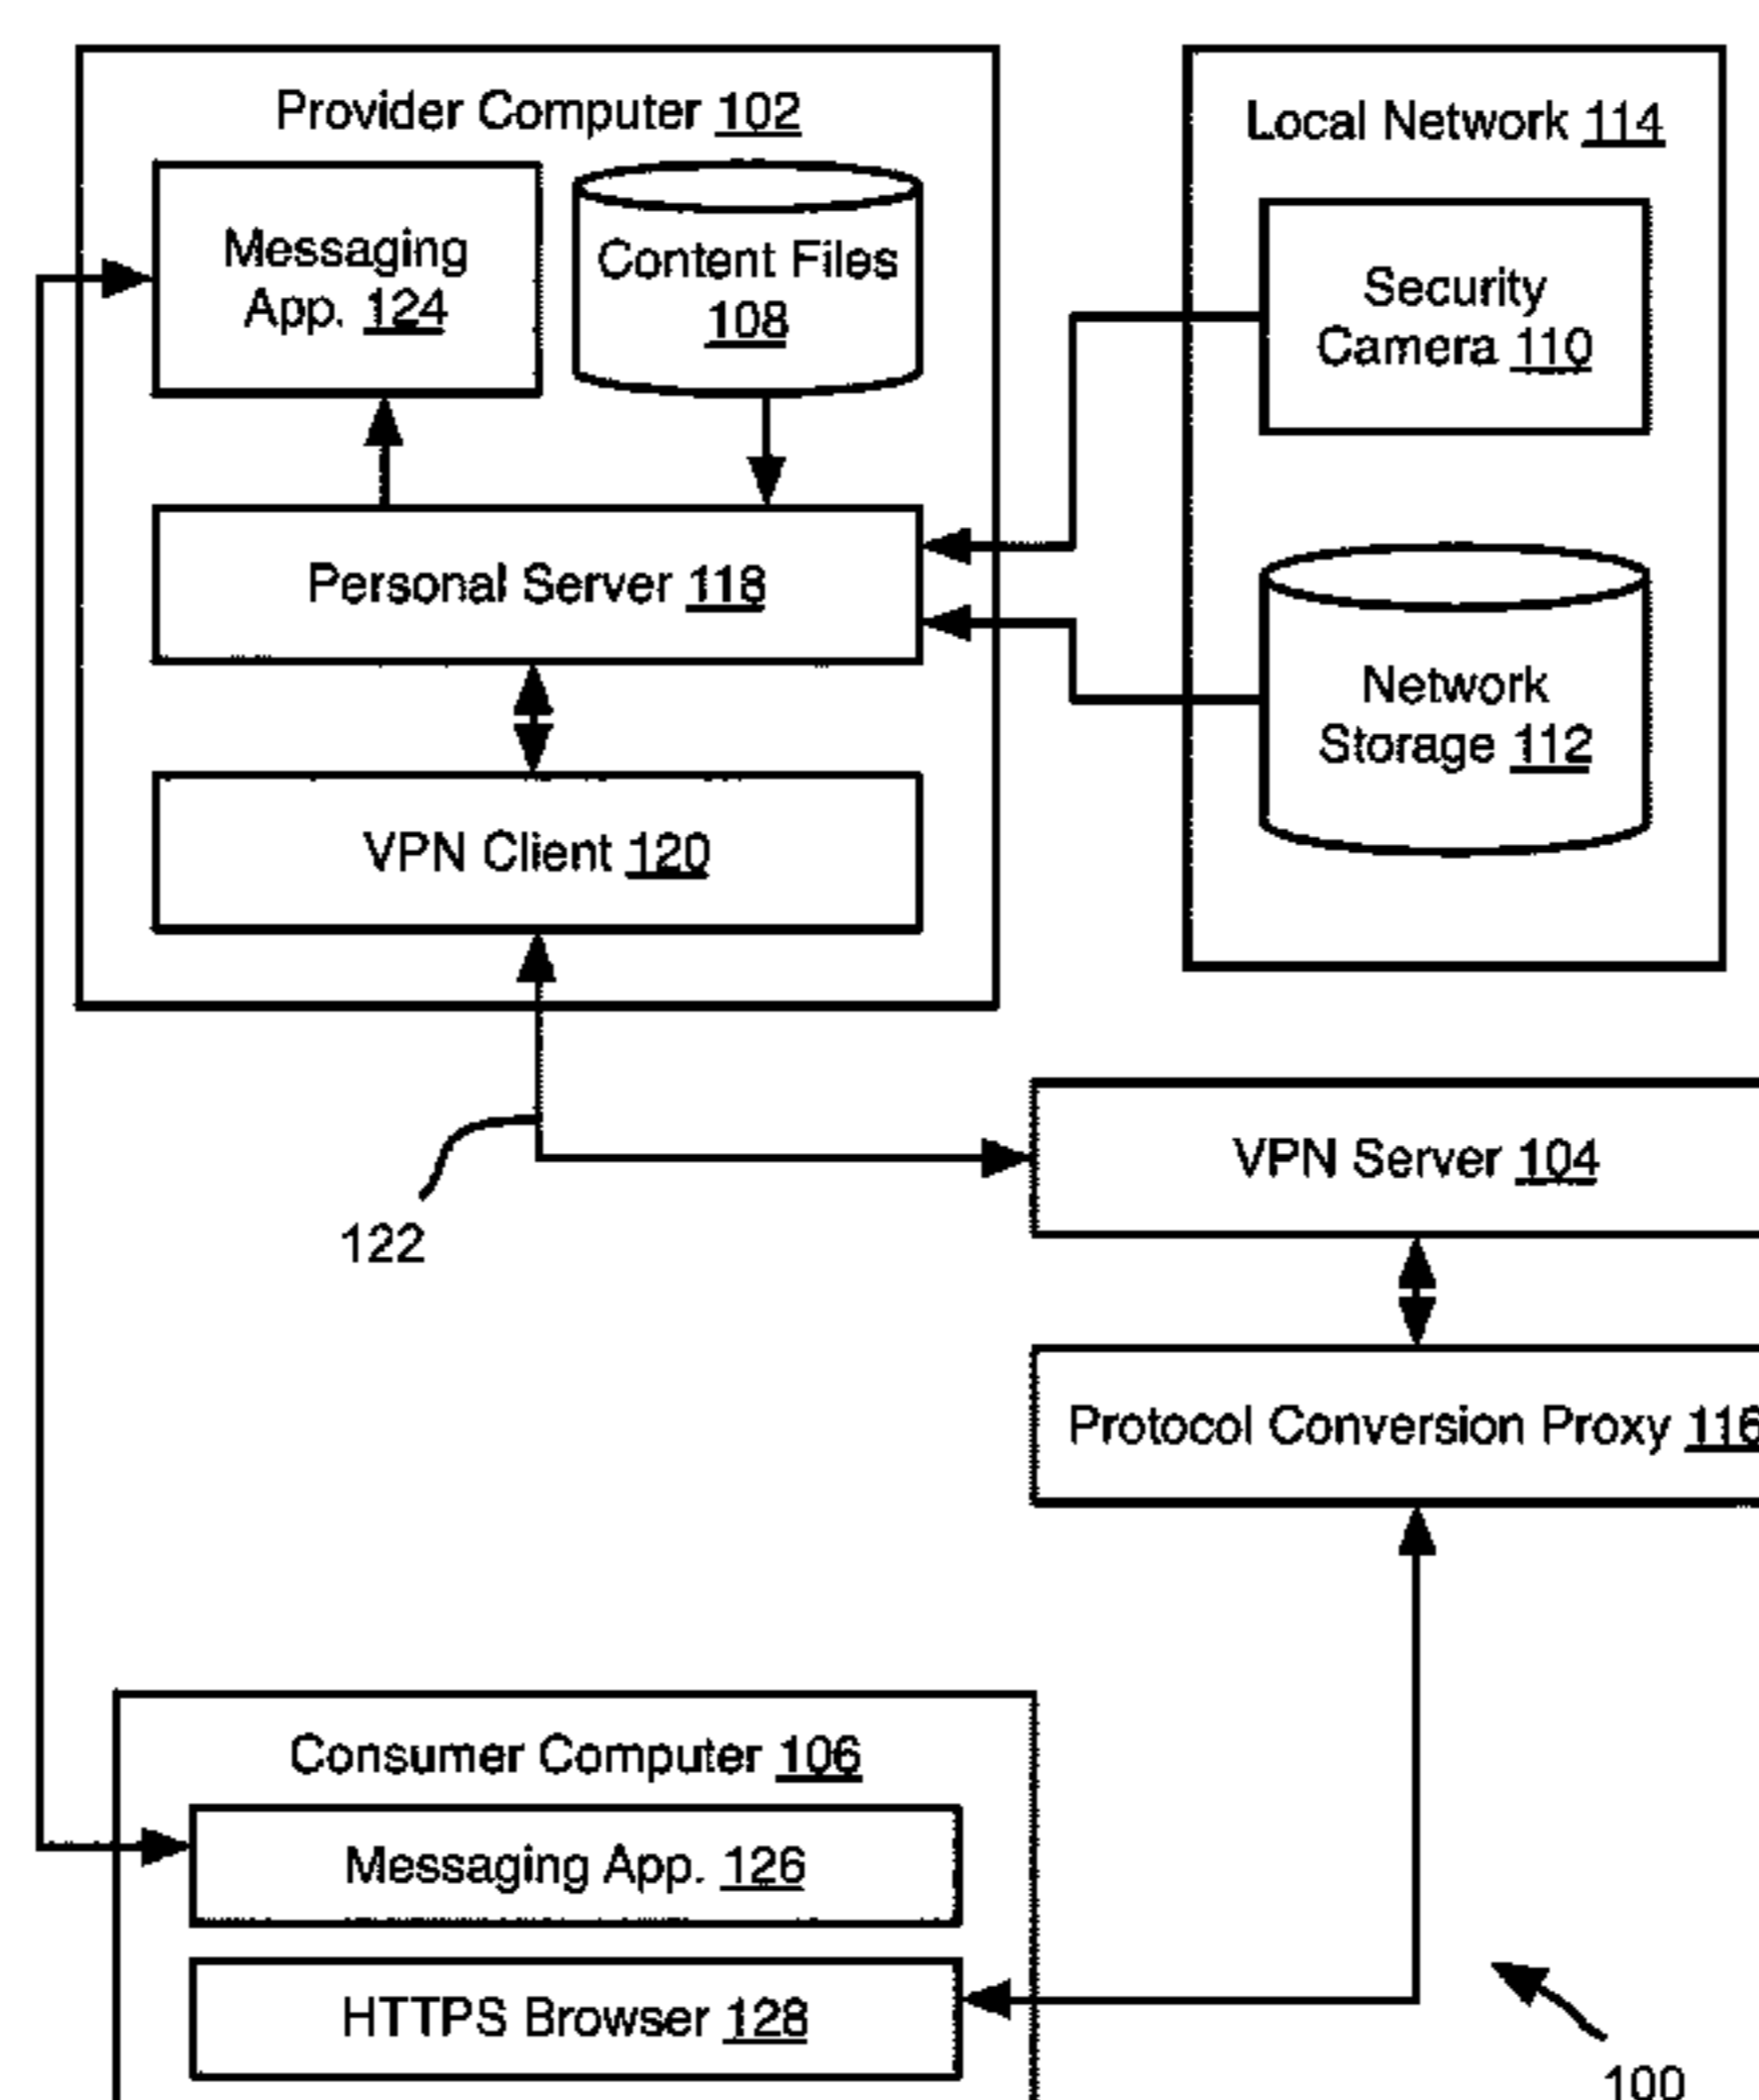 Provider Computer 102
Messaging
App. 124
Content Files
108
Personal Server 118
VPN Client 120
Local Network 114
Security
Camera 110
Network
Storage 112
122
VPN Server 104
Protocol Conversion Proxy 116
Consumer Computer 106
Messaging App. 126
HTTPS Browser 128
100